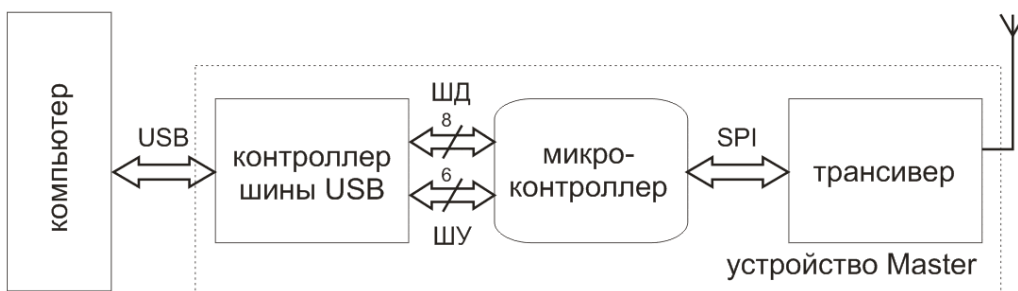 компьютер
USB
контроллер
шины USB
ШД
8
6
ШУ
микро-
контроллер
SPI
трансивер
устройство Master